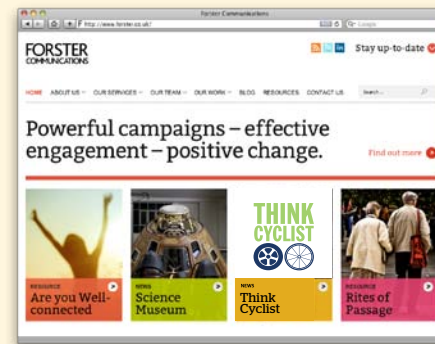 Forster Communications
http://www.forster.co.uk/
Google
FORSTER
COMMUNICATIONS
Stay up-to-date
HOME ABOUT US OUR SERVICES OUR TEAM OUR WORK BLOG RESOURCES CONTACT US Search...
Powerful campaigns – effective
engagement – positive change.
Find out more
THINK
CYCLIST
RESOURCE
Are you Well-
connected
NEWS
Science
Museum
NEWS
Think
Cyclist
RESOURCE
Rites of
Passage